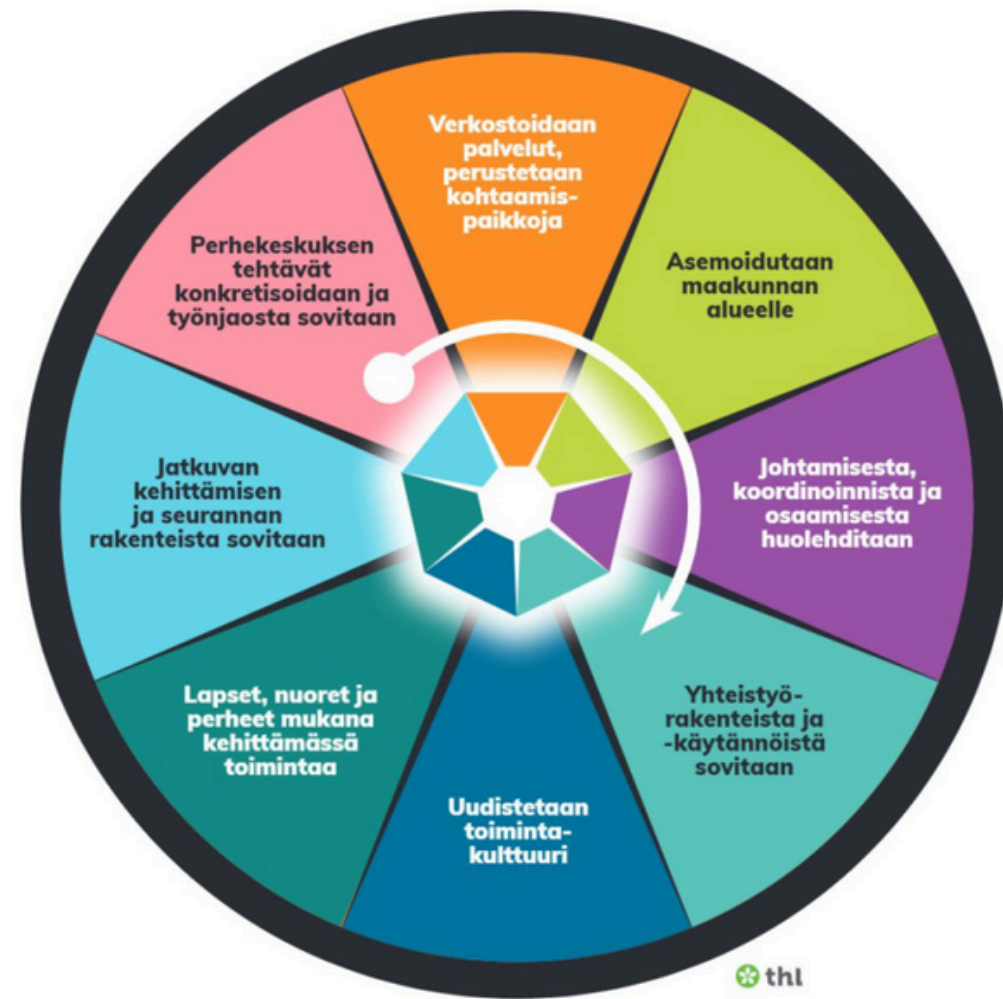 Verkostoidaan
palvelut,
perustetaan
kohtaamis-
paikkoja
Asemoidutaan
maakunnan
alueelle
Johtamisesta,
koordinoinnista ja
osaamisesta
huolehditaan
Yhteistyö-
rakenteista ja
-käytännöistä
sovitaan
Uudistetaan
toiminta-
kulttuuri
Lapset, nuoret ja
perheet mukana
kehittämässä
toimintaa
Jatkuvan
kehittämisen
ja seurannan
rakenteista sovitaan
Perhekeskuksen
tehtävät
konkretisoidaan ja
työnjaosta sovitaan
thl